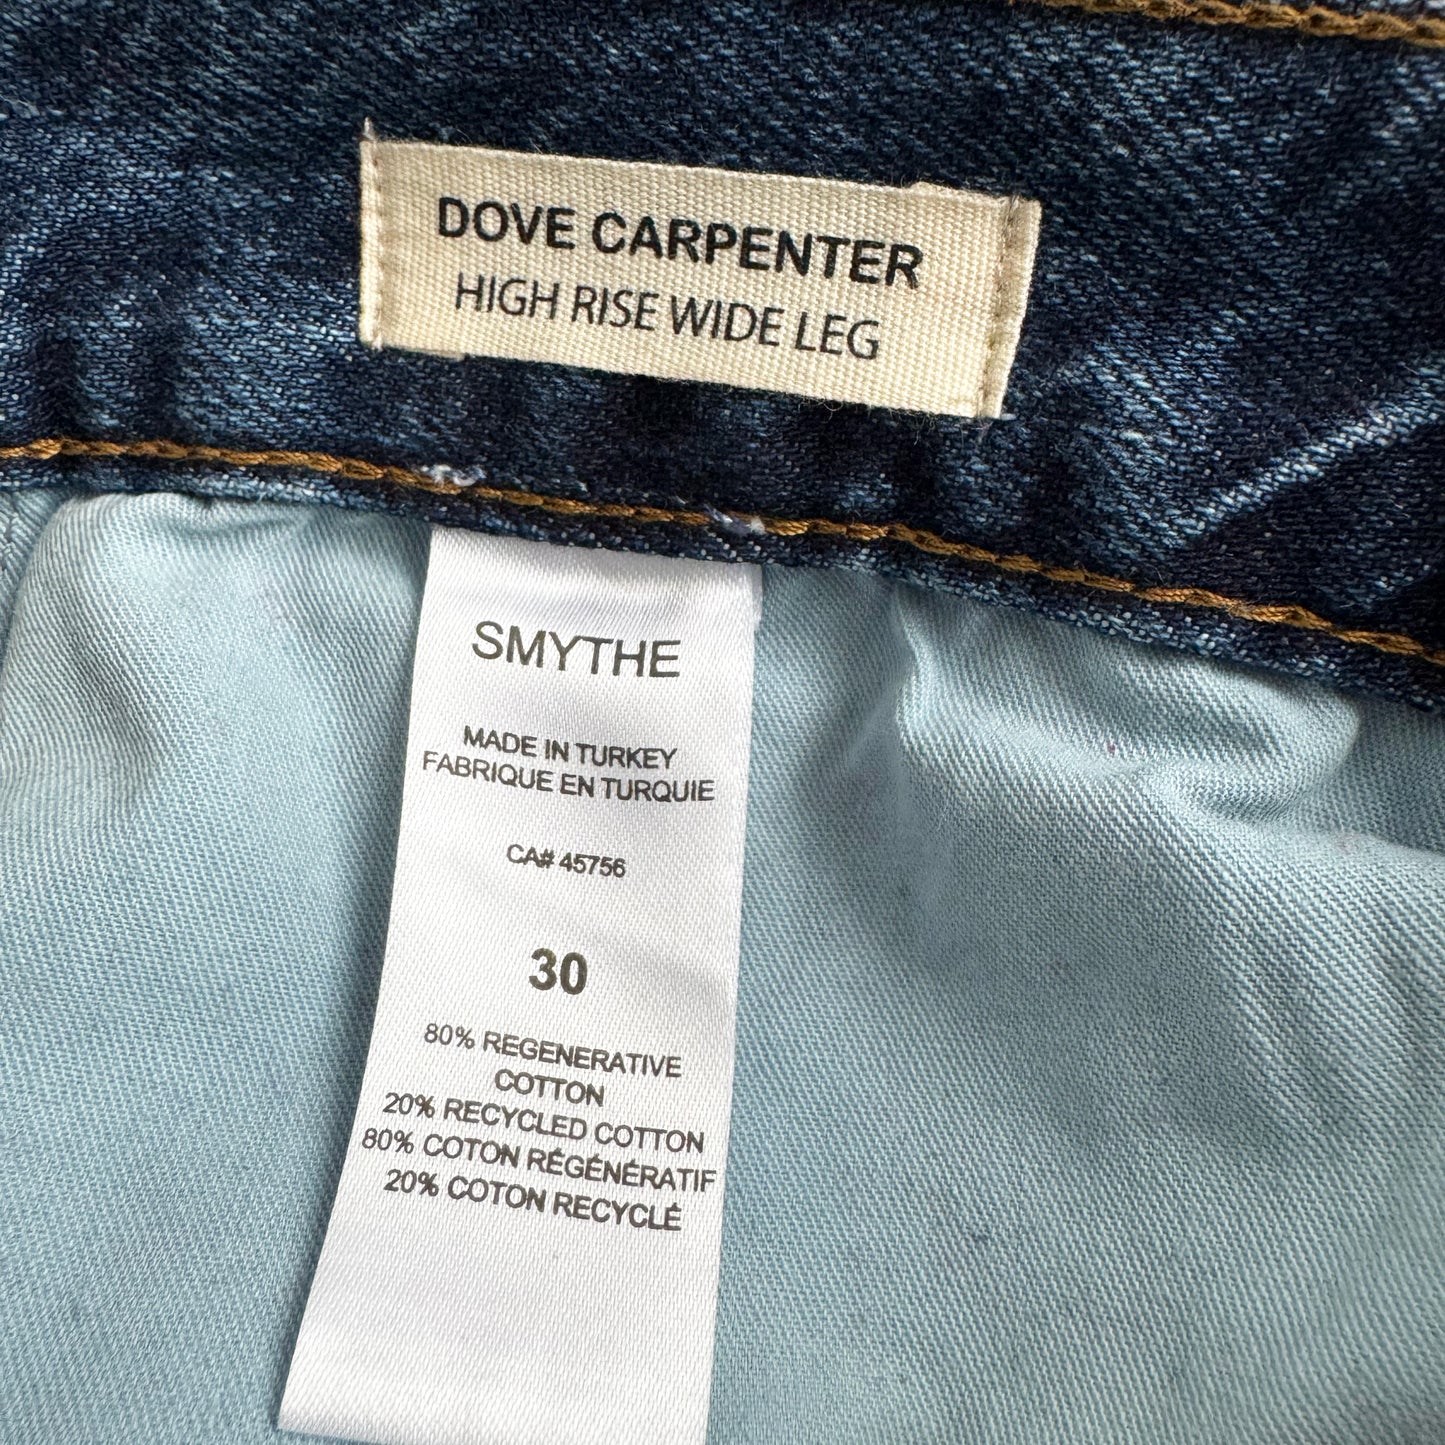 DOVE CARPENTER
HIGH RISE WIDE LEG
SMYTHE
MADE IN TURKEY
FABRIQUE EN TURQUIE
CA# 45756
30
80% REGENERATIVE
COTTON
20% RECYCLED COTTON
80% COTON RÉGÉNÉRATIF
20% COTON RECYCLÉ